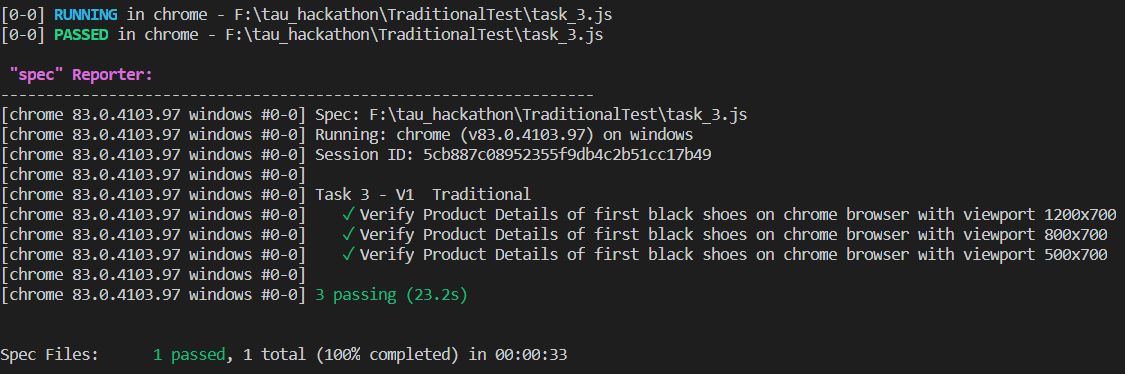 [0-0] RUNNING in chrome - F:\tau_hackathon\TraditionalTest\task_3.js
[0-0] PASSED in chrome - F:\tau_hackathon\TraditionalTest\task_3.js
"spec" Reporter:
------------------------------------------------------------------
[chrome 83.0.4103.97 windows #0-0] Spec: F:\tau_hackathon\TraditionalTest\task_3.js
[chrome 83.0.4103.97 windows #0-0] Running: chrome (v83.0.4103.97) on windows
[chrome 83.0.4103.97 windows #0-0] Session ID: 5cb887c08952355f9db4c2b51cc17b49
[chrome 83.0.4103.97 windows #0-0]
[chrome 83.0.4103.97 windows #0-0] Task 3 - V1  Traditional
[chrome 83.0.4103.97 windows #0-0]    ✓ Verify Product Details of first black shoes on chrome browser with viewport 1200x700
[chrome 83.0.4103.97 windows #0-0]    ✓ Verify Product Details of first black shoes on chrome browser with viewport 800x700
[chrome 83.0.4103.97 windows #0-0]    ✓ Verify Product Details of first black shoes on chrome browser with viewport 500x700
[chrome 83.0.4103.97 windows #0-0]
[chrome 83.0.4103.97 windows #0-0] 3 passing (23.2s)
Spec Files:      1 passed, 1 total (100% completed) in 00:00:33